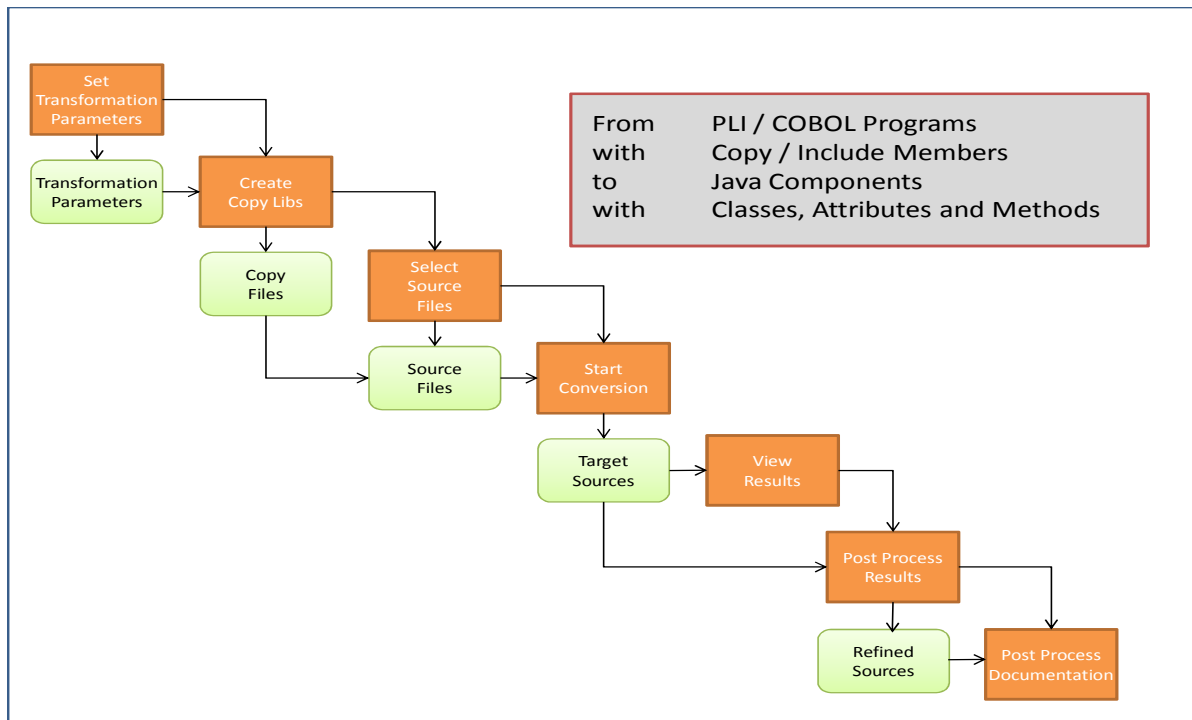 Set
Transformation
Parameters
From PLI / COBOL Programs
with Copy / Include Members
to Java Components
with Classes, Attributes and Methods
Transformation
Parameters
Create
Copy Libs
Copy
Files
Select
Source
Files
Source
Files
Start
Conversion
Target
Sources
View
Results
Post Process
Results
Refined
Sources
Post Process
Documentation